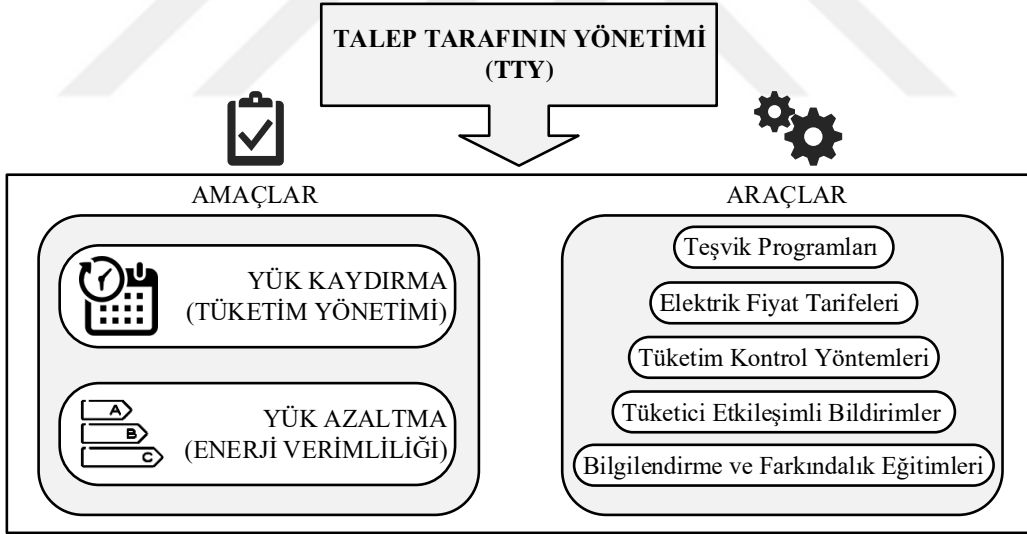 TALEP TARAFININ YÖNETİMİ
(TTY)
AMAÇLAR
YÜK KAYDIRMA
(TÜKETİM YÖNETİMİ)
A
B
C
YÜK AZALTMA
(ENERJİ VERİMLİLİĞİ)
ARAÇLAR
Teşvik Programları
Elektrik Fiyat Tarifeleri
Tüketim Kontrol Yöntemleri
Tüketici Etkileşimli Bildirimler
Bilgilendirme ve Farkındalık Eğitimleri